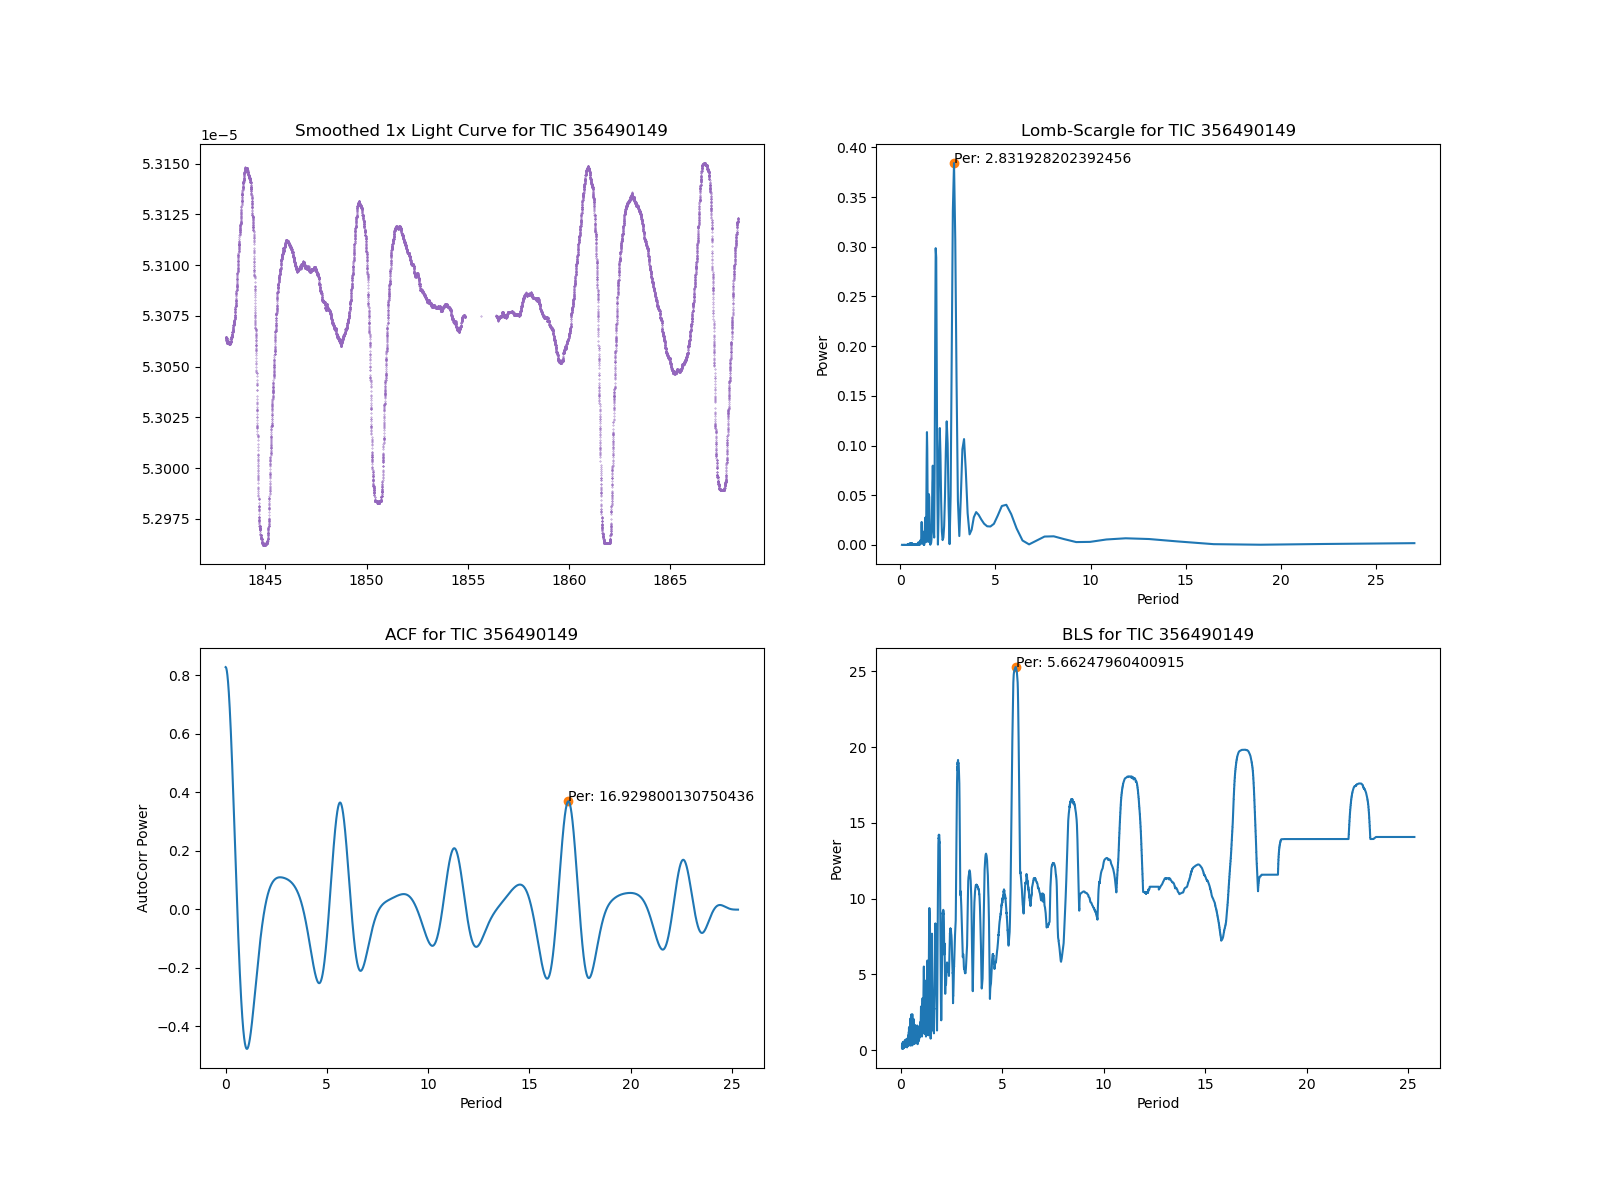 Smoothed 1x Light Curve for TIC 356490149
1e−5
5.3150
5.3125
5.3100
5.3075
5.3050
5.3025
5.3000
5.2975
1845 1850 1855 1860 1865
Lomb-Scargle for TIC 356490149
Per: 2.831928202392456
Power
0.40
0.35
0.30
0.25
0.20
0.15
0.10
0.05
0.00
0 5 10 15 20 25
Period
ACF for TIC 356490149
Per: 16.929800130750436
AutoCorr Power
0.8
0.6
0.4
0.2
0.0
−0.2
−0.4
0 5 10 15 20 25
Period
BLS for TIC 356490149
Per: 5.66247960400915
Power
25
20
15
10
5
0
0 5 10 15 20 25
Period